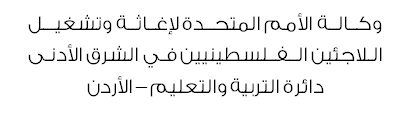 وكالة الأمم المتحدة لإغاثة وتشغيل
اللاجئين الفلسطينيين في الشرق الأدنى
دائرة التربية والتعليم – الأردن